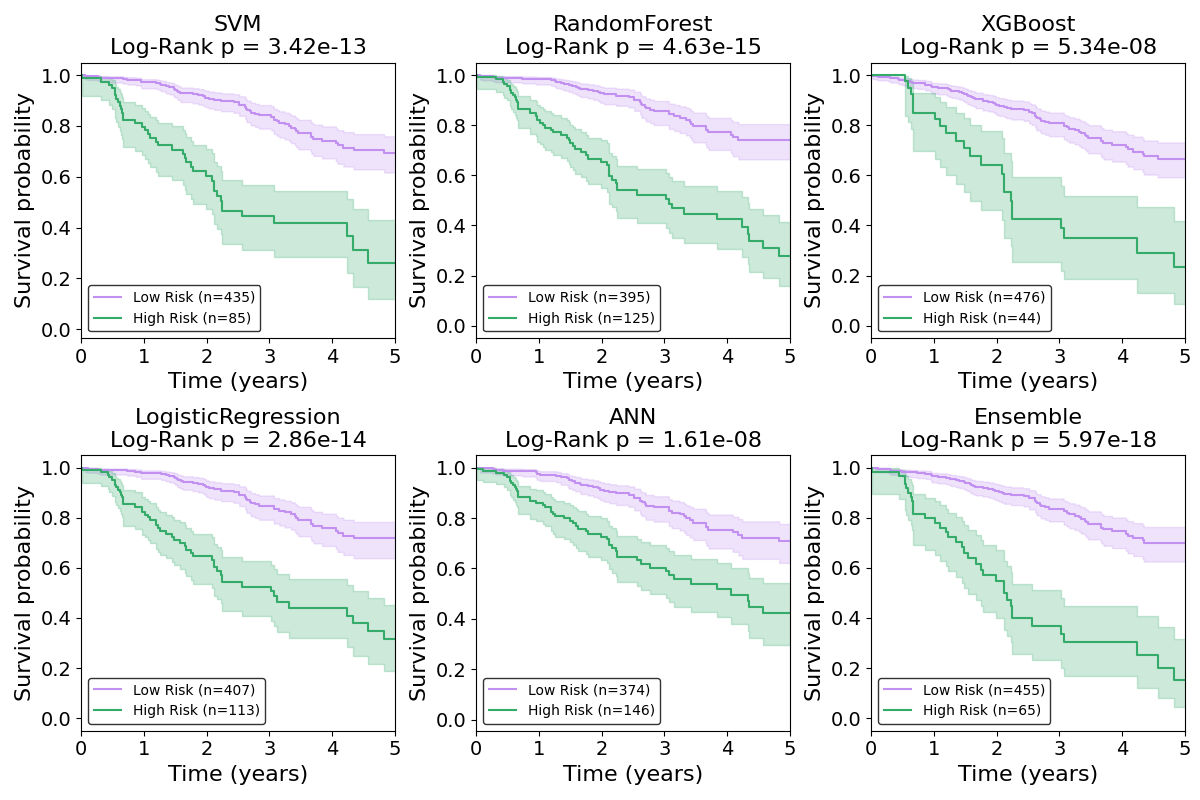 SVM
Log-Rank p = 3.42e-13
Survival probability
1.0
0.8
0.6
0.4
0.2
0.0
Low Risk (n=435)
High Risk (n=85)
0 1 2 3 4 5
Time (years)
RandomForest
Log-Rank p = 4.63e-15
Survival probability
1.0
0.8
0.6
0.4
0.2
0.0
Low Risk (n=395)
High Risk (n=125)
0 1 2 3 4 5
Time (years)
XGBoost
Log-Rank p = 5.34e-08
Survival probability
1.0
0.8
0.6
0.4
0.2
0.0
Low Risk (n=476)
High Risk (n=44)
0 1 2 3 4 5
Time (years)
LogisticRegression
Log-Rank p = 2.86e-14
Survival probability
1.0
0.8
0.6
0.4
0.2
0.0
Low Risk (n=407)
High Risk (n=113)
0 1 2 3 4 5
Time (years)
ANN
Log-Rank p = 1.61e-08
Survival probability
1.0
0.8
0.6
0.4
0.2
0.0
Low Risk (n=374)
High Risk (n=146)
0 1 2 3 4 5
Time (years)
Ensemble
Log-Rank p = 5.97e-18
Survival probability
1.0
0.8
0.6
0.4
0.2
0.0
Low Risk (n=455)
High Risk (n=65)
0 1 2 3 4 5
Time (years)